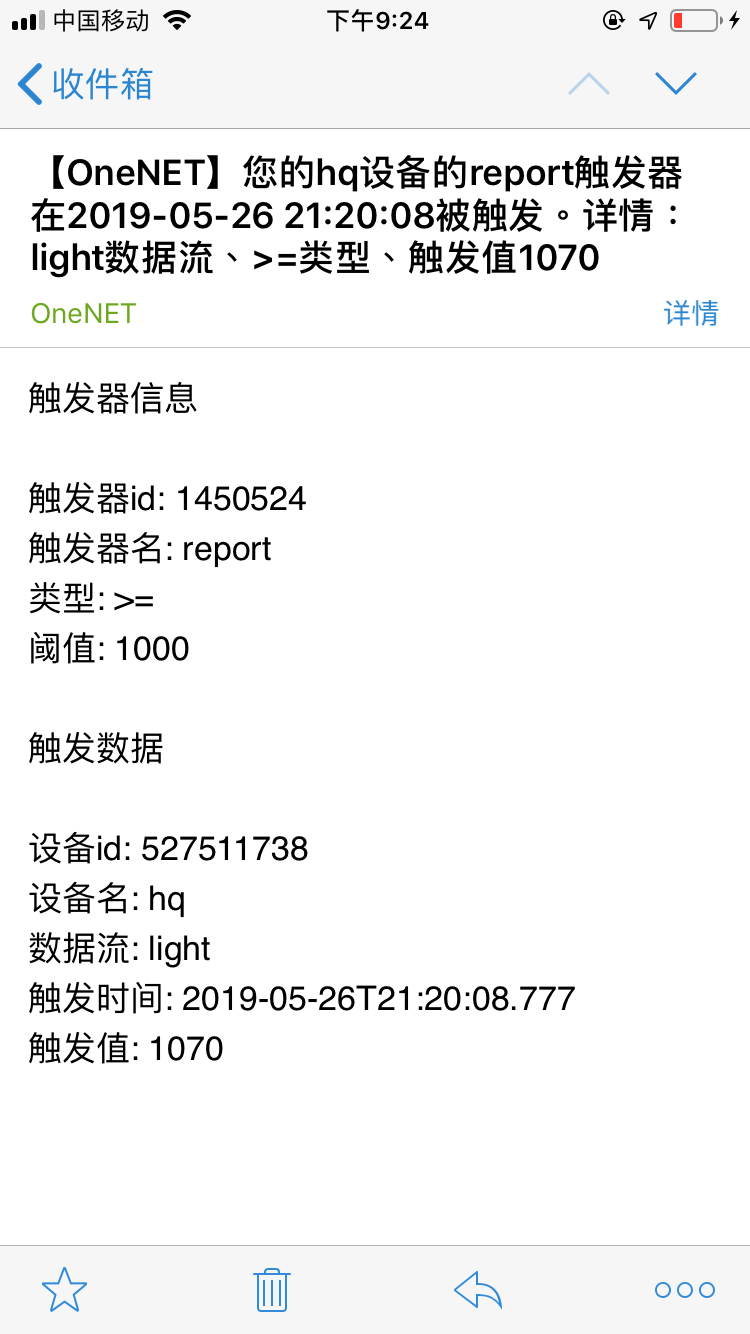 中国移动 下午9:24
收件箱
【OneNET】您的hq设备的report触发器
在2019-05-26 21:20:08被触发。详情：
light数据流、>=类型、触发值1070
OneNET 详情
触发器信息
触发器id: 1450524
触发器名: report
类型: >=
阈值: 1000
触发数据
设备id: 527511738
设备名: hq
数据流: light
触发时间: 2019-05-26T21:20:08.777
触发值: 1070